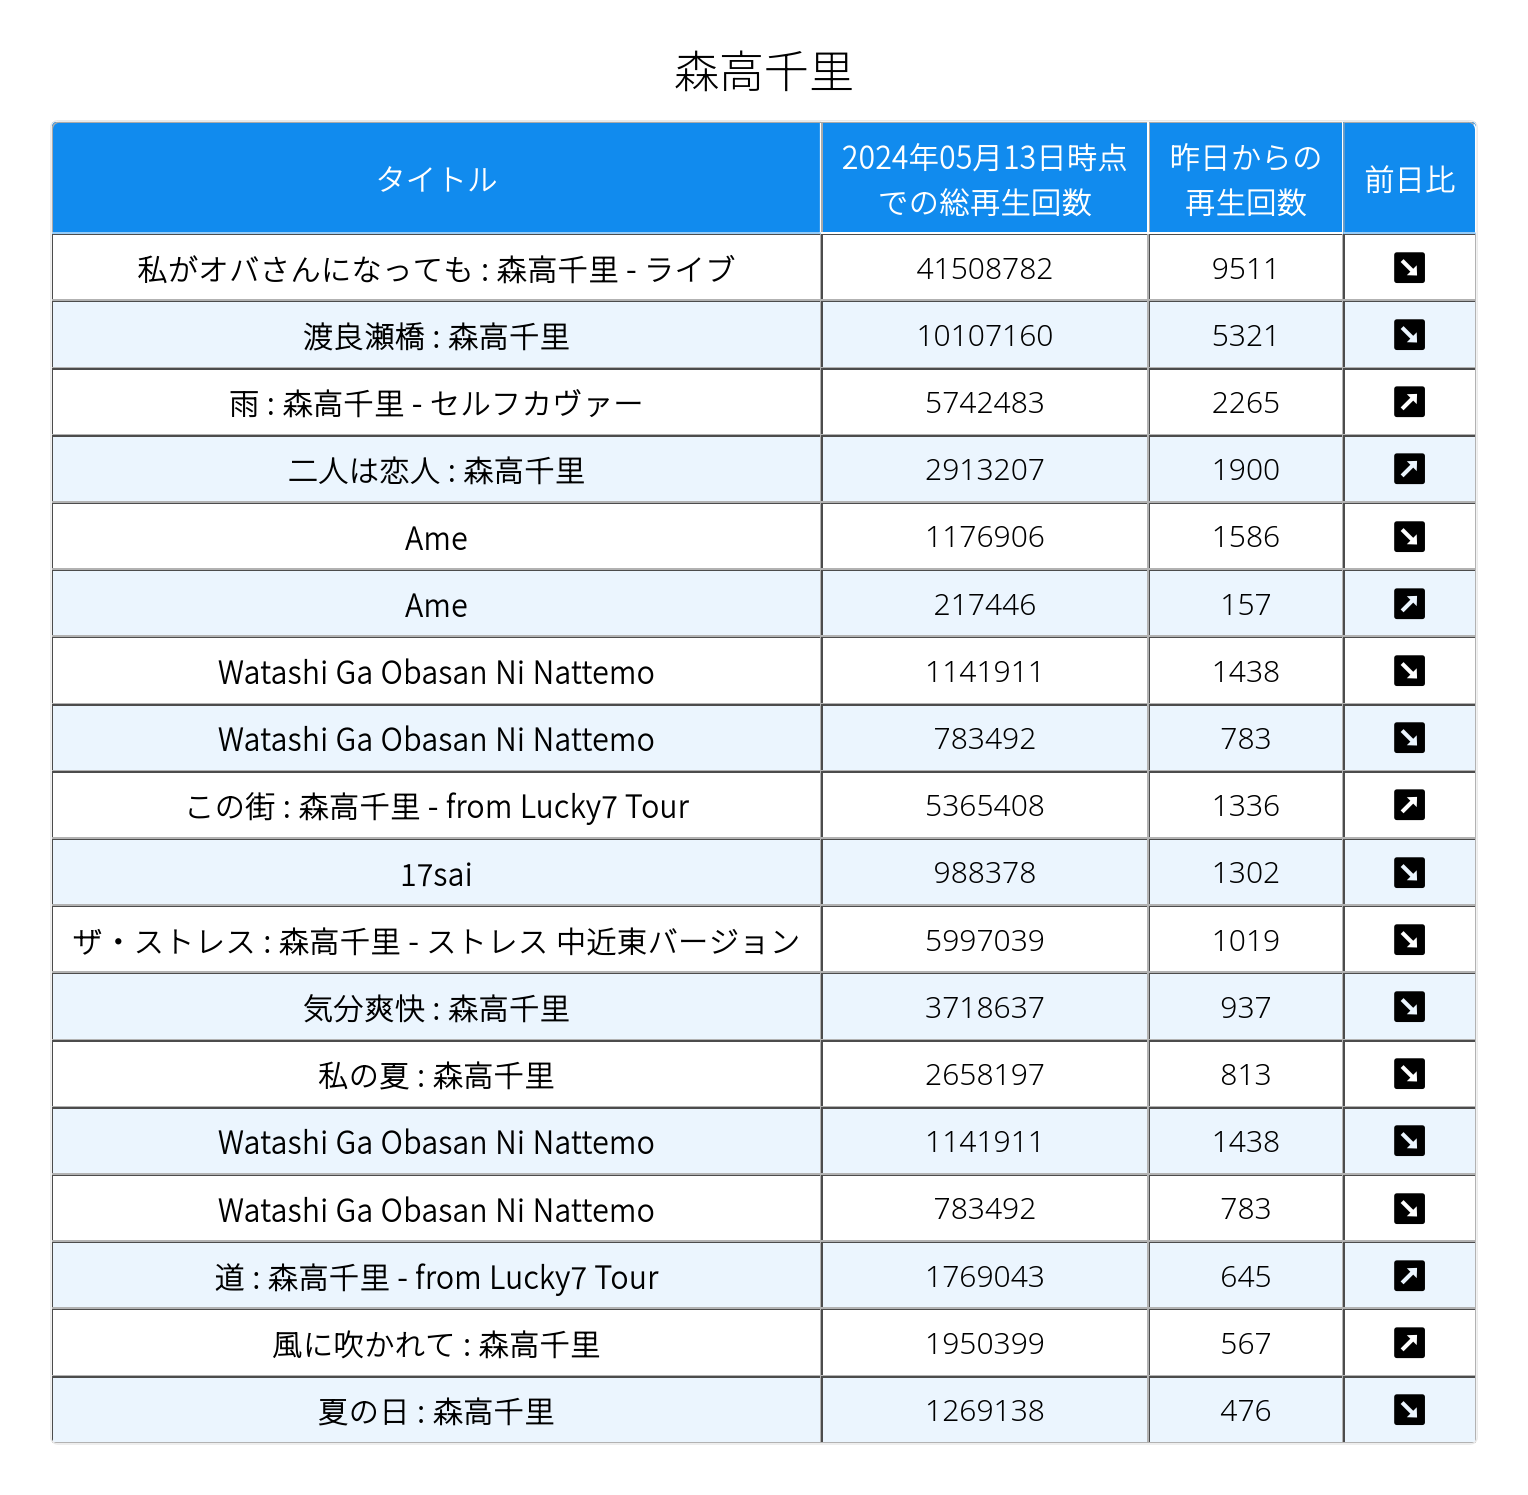 森高千里
タイトル 2024年05月13日時点での総再生回数 昨日からの再生回数 前日比
私がオバさんになっても : 森高千里 - ライブ 41508782 9511 ↘
渡良瀬橋 : 森高千里 10107160 5321 ↘
雨 : 森高千里 - セルフカヴァー 5742483 2265 ↗
二人は恋人 : 森高千里 2913207 1900 ↗
Ame 1176906 1586 ↘
Ame 217446 157 ↗
Watashi Ga Obasan Ni Nattemo 1141911 1438 ↘
Watashi Ga Obasan Ni Nattemo 783492 783 ↘
この街 : 森高千里 - from Lucky7 Tour 5365408 1336 ↗
17sai 988378 1302 ↘
ザ・ストレス : 森高千里 - ストレス 中近東バージョン 5997039 1019 ↘
気分爽快 : 森高千里 3718637 937 ↘
私の夏 : 森高千里 2658197 813 ↘
Watashi Ga Obasan Ni Nattemo 1141911 1438 ↘
Watashi Ga Obasan Ni Nattemo 783492 783 ↘
道 : 森高千里 - from Lucky7 Tour 1769043 645 ↗
風に吹かれて : 森高千里 1950399 567 ↗
夏の日 : 森高千里 1269138 476 ↘